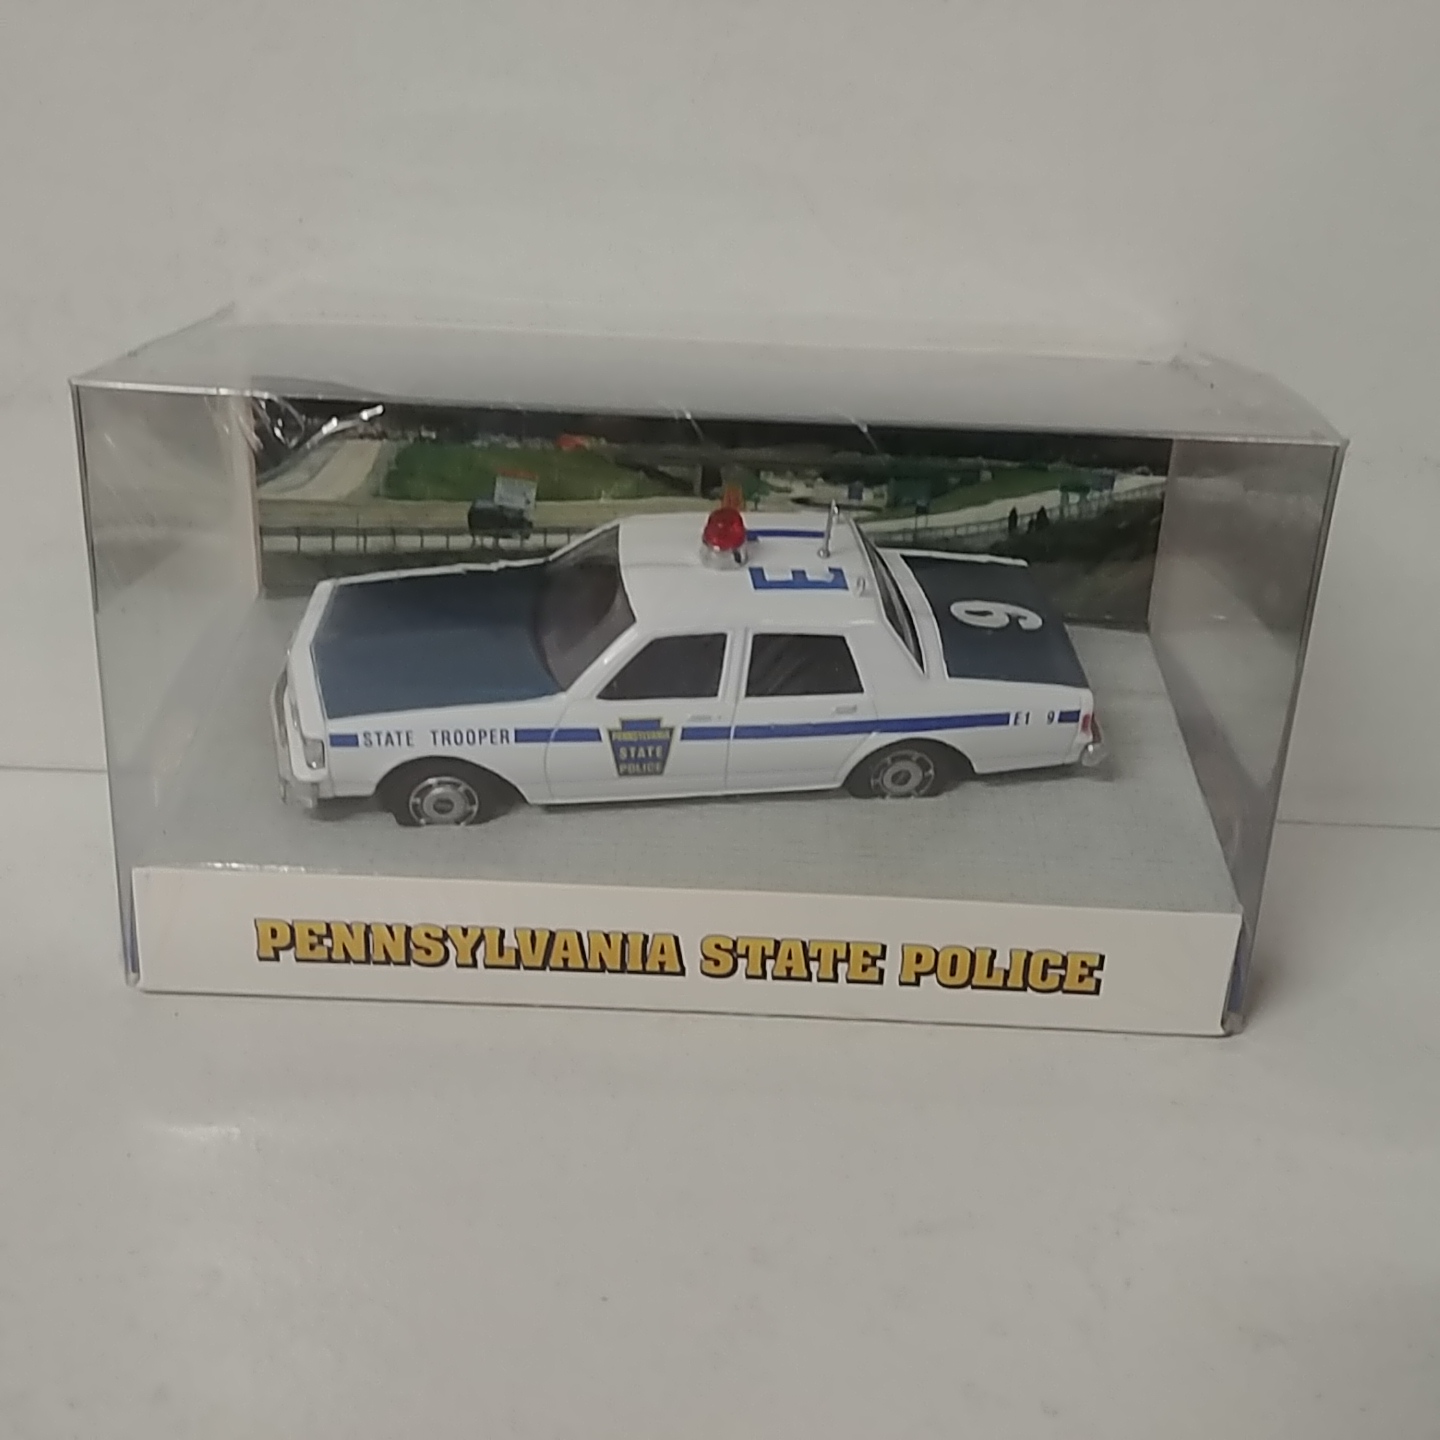 E1
9
STATE TROOPER
PENNSYLVANIA
STATE
POLICE
E1 9
PENNSYLVANIA STATE POLICE